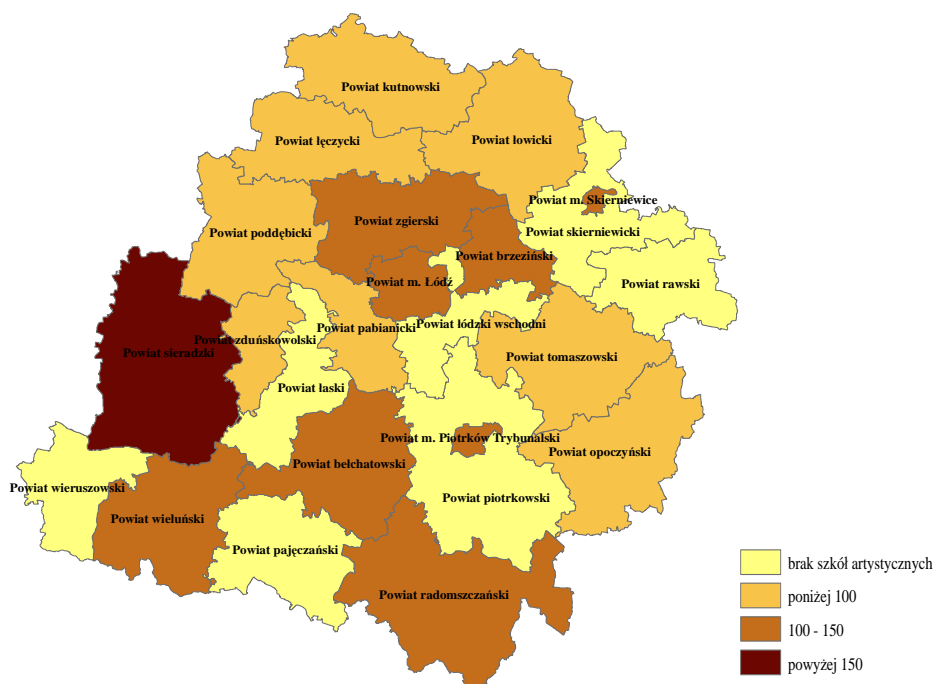 Powiat kutnowski
Powiat łęczycki
Powiat łowicki
Powiat m. Skierniewice
Powiat zgierski
Powiat poddębicki
Powiat skierniewicki
Powiat brzeziński
Powiat m. Łódź
Powiat rawski
Powiat pabianicki
Powiat łódzki wschodni
Powiat zduńskowolski
Powiat sieradzki
Powiat tomaszowski
Powiat łaski
Powiat m. Piotrków Trybunalski
Powiat opoczyński
Powiat bełchatowski
Powiat wieruszowski
Powiat piotrkowski
Powiat wieluński
Powiat pajęczański
Powiat radomszczański
brak szkół artystycznych
poniżej 100
100 - 150
powyżej 150